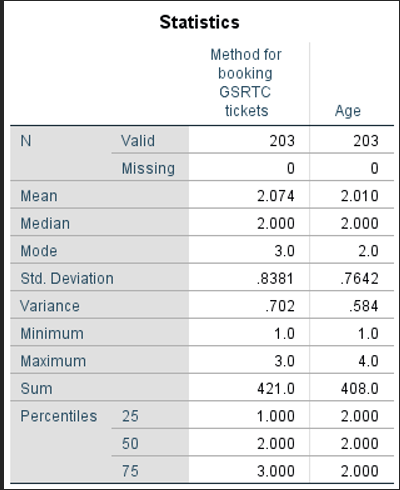 Statistics
Method for
booking
GSRTC
tickets Age
N Valid 203 203
Missing 0 0
Mean 2.074 2.010
Median 2.000 2.000
Mode 3.0 2.0
Std. Deviation .8381 .7642
Variance .702 .584
Minimum 1.0 1.0
Maximum 3.0 4.0
Sum 421.0 408.0
Percentiles 25 1.000 2.000
50 2.000 2.000
75 3.000 2.000